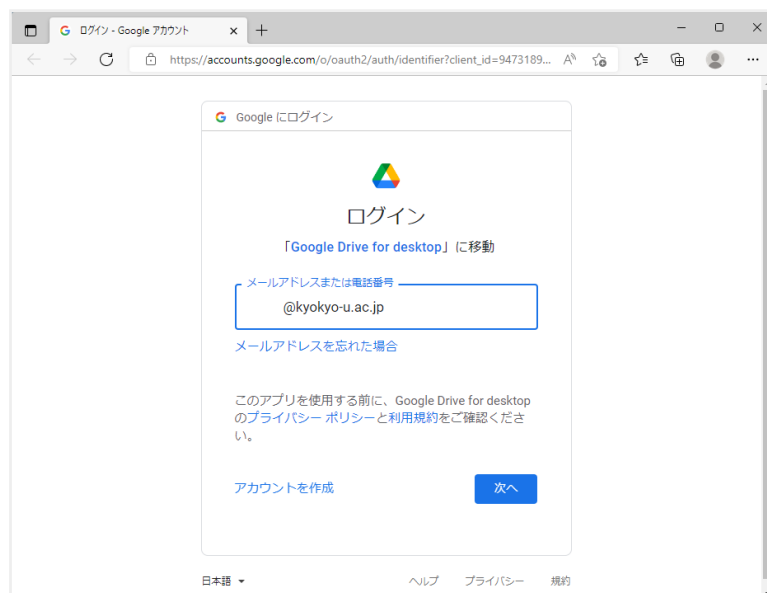 ログイン - Google アカウント
https://accounts.google.com/o/oauth2/auth/identifier?client_id=9473189...
Google にログイン
ログイン
「Google Drive for desktop」に移動
メールアドレスまたは電話番号
@kyokyo-u.ac.jp
メールアドレスを忘れた場合
このアプリを使用する前に、Google Drive for desktop
のプライバシー ポリシーと利用規約をご確認くださ
い。
アカウントを作成
次へ
日本語
ヘルプ プライバシー 規約